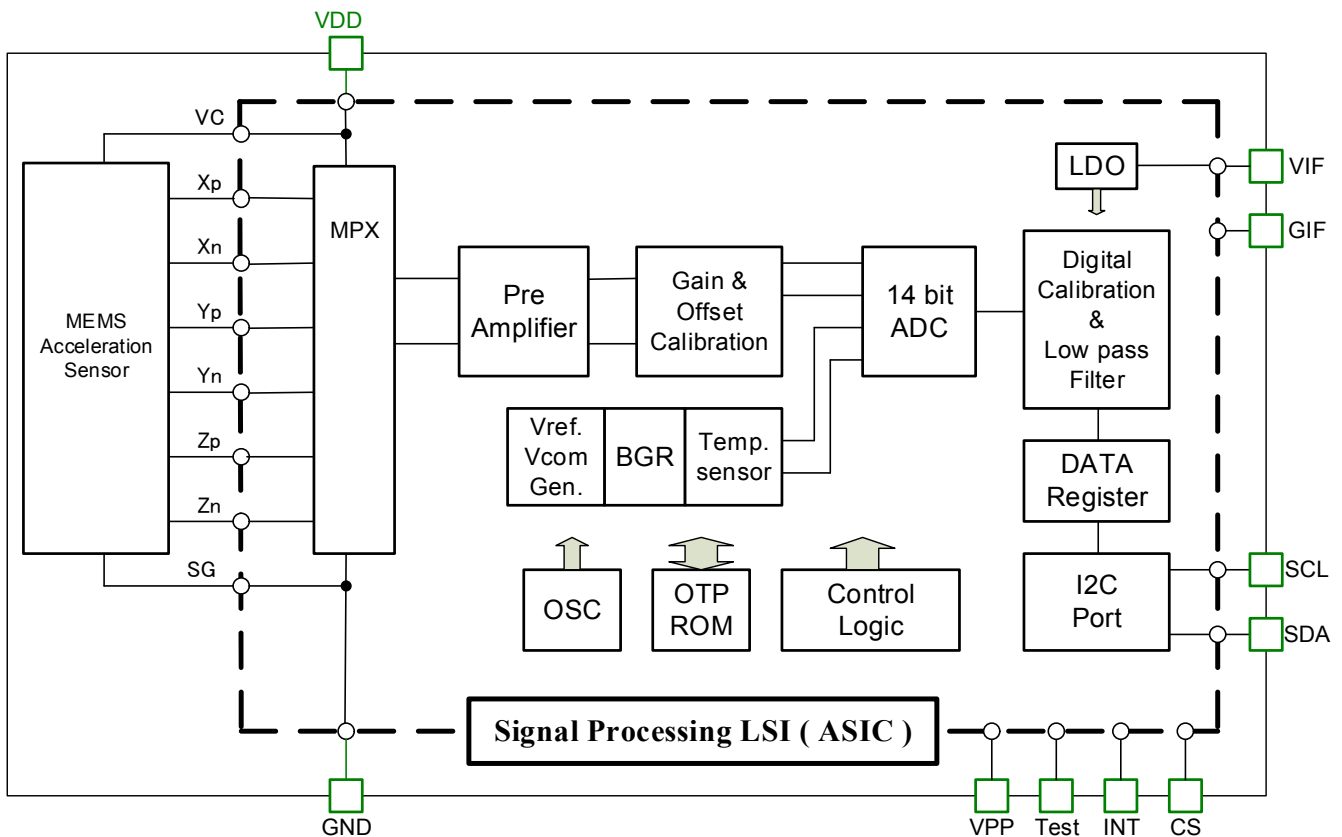 VDD
VC
Xp
Xn
Yp
Yn
Zp
Zn
SG
MEMS
Acceleration
Sensor
MPX
Pre
Amplifier
Gain &
Offset
Calibration
14 bit
ADC
LDO
Digital
Calibration
&
Low pass
Filter
VIF
GIF
Vref.
Vcom
Gen.
BGR
Temp.
sensor
DATA
Register
OSC
OTP
ROM
Control
Logic
I2C
Port
SCL
SDA
Signal Processing LSI ( ASIC )
GND
VPP
Test
INT
CS